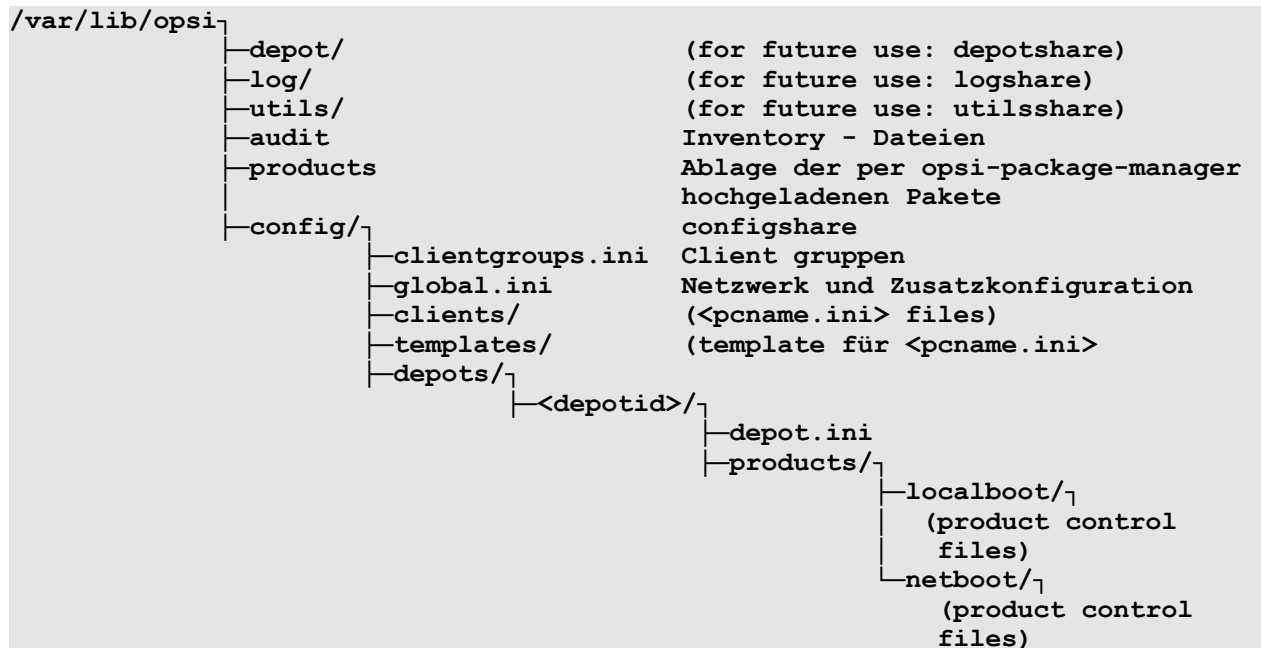 /var/lib/opsi┐
├─depot/ (for future use: depotshare)
├─log/ (for future use: logshare)
├─utils/ (for future use: utilsshare)
├─audit Inventory - Dateien
├─products Ablage der per opsi-package-manager
│ hochgeladenen Pakete
├─config/┐ configshare
├─clientgroups.ini Client gruppen
├─global.ini Netzwerk und Zusatzkonfiguration
├─clients/ (<pcname.ini> files)
├─templates/ (template für <pcname.ini>
├─depots/┐
├─<depotid>/┐
├─depot.ini
├─products/┐
├─localboot/┐
│ (product control
│ files)
└─netboot/┐
(product control
files)